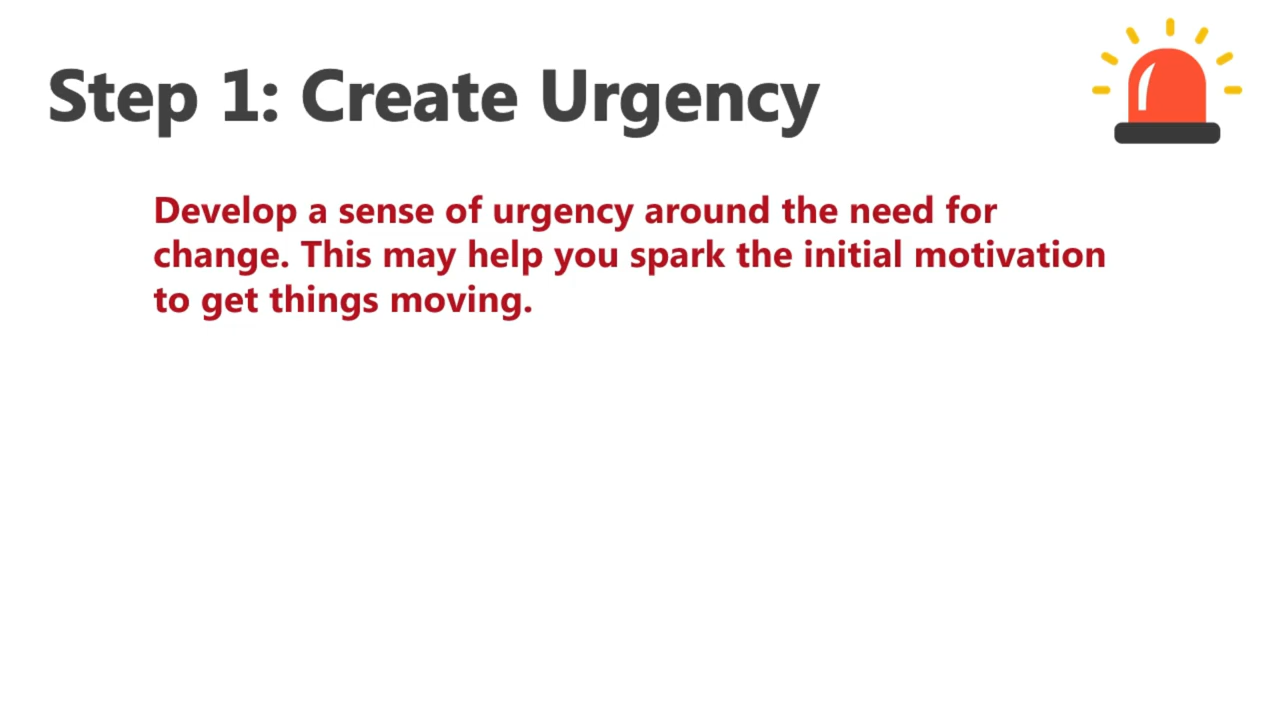 Step 1: Create Urgency
Develop a sense of urgency around the need for
change. This may help you spark the initial motivation
to get things moving.